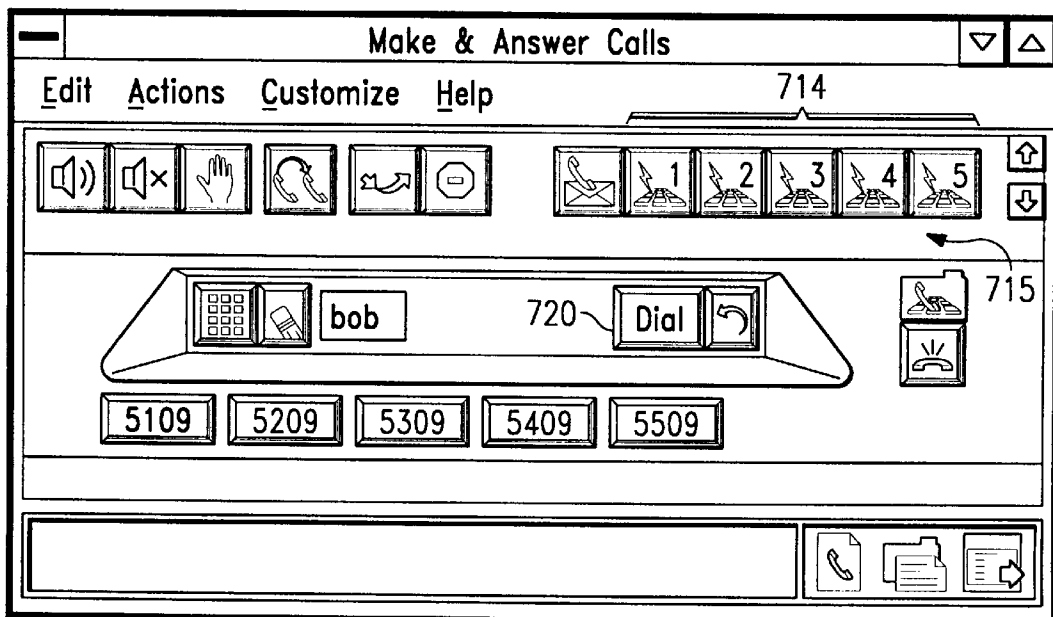 Make & Answer Calls
Edit Actions Customize Help
714
1 2 3 4 5
715
bob
720
Dial
5109 5209 5309 5409 5509